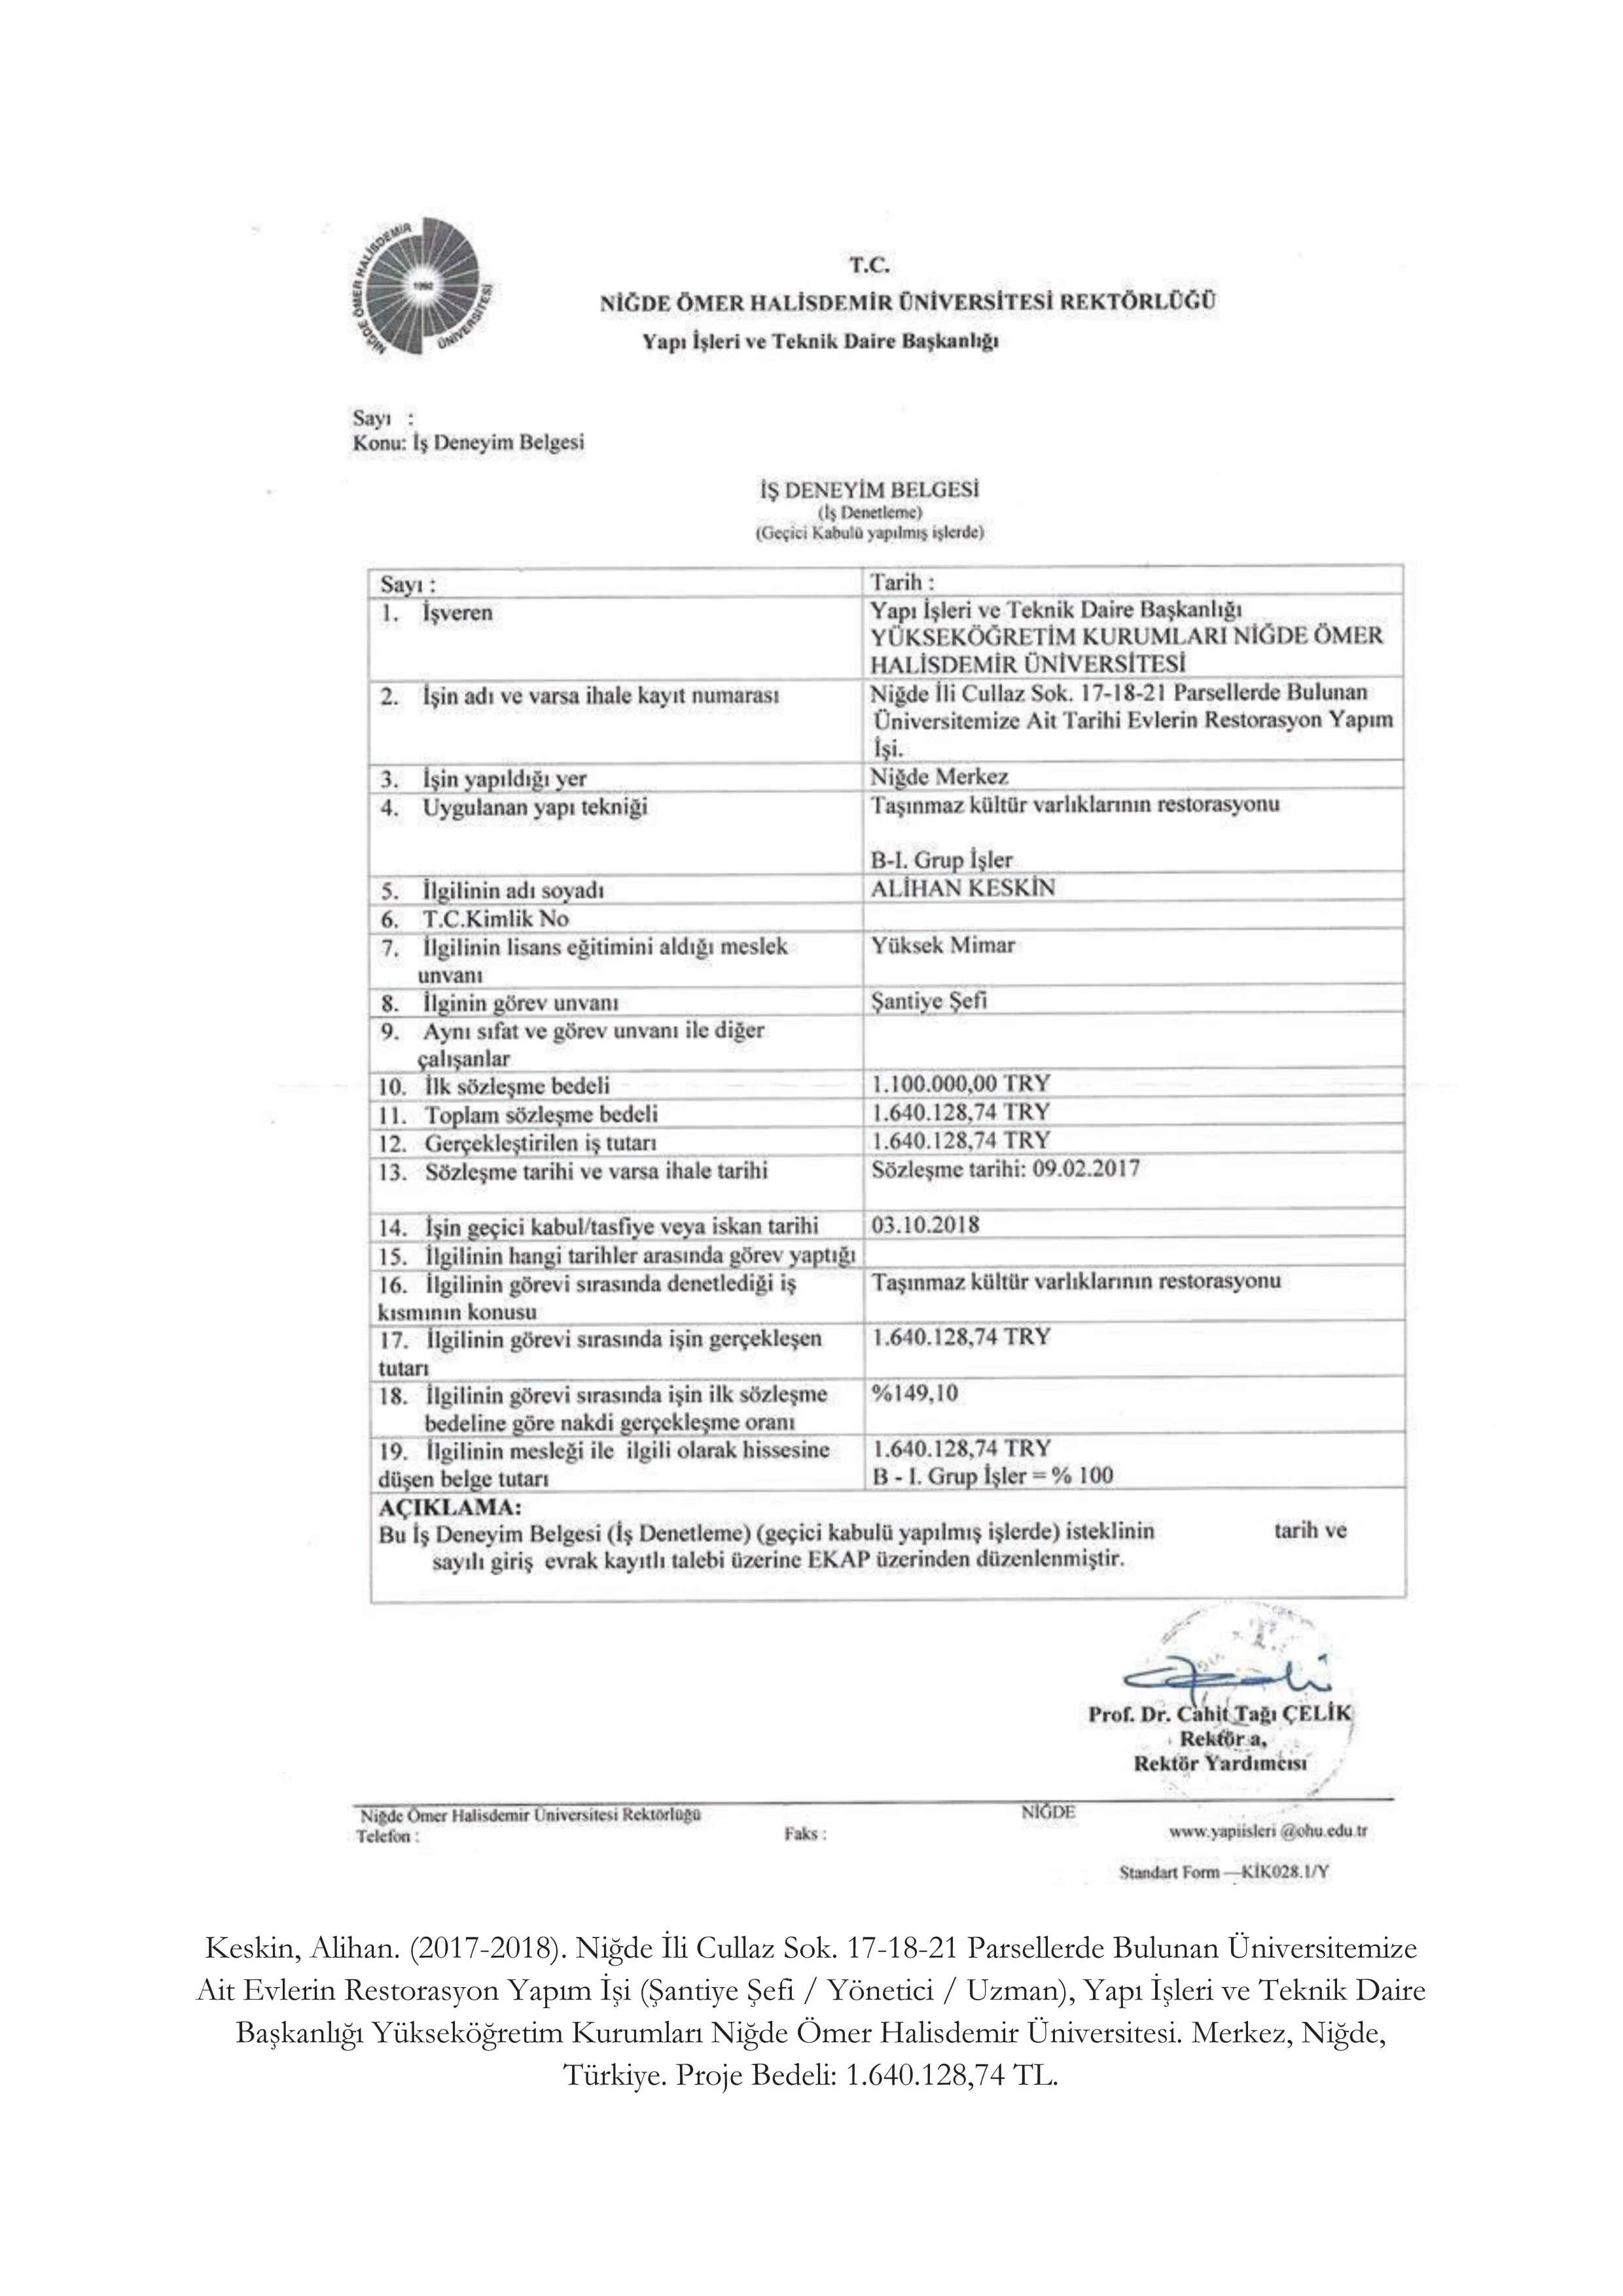 NİĞDE ÖMER HALİSDEMİR
ÜNİVERSİTESİ
1992
T.C.
NİĞDE ÖMER HALİSDEMİR ÜNİVERSİTESİ REKTÖRLÜĞÜ
Yapı İşleri ve Teknik Daire Başkanlığı
Sayı :
Konu: İş Deneyim Belgesi
İŞ DENEYİM BELGESİ
(İş Denetleme)
(Geçici Kabulü yapılmış işlerde)
Sayı : Tarih :
1. İşveren Yapı İşleri ve Teknik Daire Başkanlığı
YÜKSEKÖĞRETİM KURUMLARI NİĞDE ÖMER
HALİSDEMİR ÜNİVERSİTESİ
2. İşin adı ve varsa ihale kayıt numarası Niğde İli Cullaz Sok. 17-18-21 Parsellerde Bulunan
Üniversitemize Ait Tarihi Evlerin Restorasyon Yapım
İşi.
3. İşin yapıldığı yer Niğde Merkez
4. Uygulanan yapı tekniği Taşınmaz kültür varlıklarının restorasyonu
B-I. Grup İşler
5. İlgilinin adı soyadı ALİHAN KESKİN
6. T.C.Kimlik No
7. İlgilinin lisans eğitimini aldığı meslek Yüksek Mimar
unvanı
8. İlginin görev unvanı Şantiye Şefi
9. Aynı sıfat ve görev unvanı ile diğer
çalışanlar
10. İlk sözleşme bedeli 1.100.000,00 TRY
11. Toplam sözleşme bedeli 1.640.128,74 TRY
12. Gerçekleştirilen iş tutarı 1.640.128,74 TRY
13. Sözleşme tarihi ve varsa ihale tarihi Sözleşme tarihi: 09.02.2017
14. İşin geçici kabul/tasfiye veya iskan tarihi 03.10.2018
15. İlgilinin hangi tarihler arasında görev yaptığı
16. İlgilinin görevi sırasında denetlediği iş Taşınmaz kültür varlıklarının restorasyonu
kısmının konusu
17. İlgilinin görevi sırasında işin gerçekleşen 1.640.128,74 TRY
tutarı
18. İlgilinin görevi sırasında işin ilk sözleşme %149,10
bedeline göre nakdi gerçekleşme oranı
19. İlgilinin mesleği ile ilgili olarak hissesine 1.640.128,74 TRY
düşen belge tutarı B - I. Grup İşler = % 100
AÇIKLAMA:
Bu İş Deneyim Belgesi (İş Denetleme) (geçici kabulü yapılmış işlerde) isteklinin tarih ve
sayılı giriş evrak kayıtlı talebi üzerine EKAP üzerinden düzenlenmiştir.
Prof. Dr. Cahit Tağı ÇELİK
Rektör a,
Rektör Yardımcısı
Niğde Ömer Halisdemir Üniversitesi Rektörlüğü NİĞDE
Telefon : Faks : www.yapiisleri @ohu.edu.tr
Standart Form —KİK028.1/Y
Keskin, Alihan. (2017-2018). Niğde İli Cullaz Sok. 17-18-21 Parsellerde Bulunan Üniversitemize
Ait Evlerin Restorasyon Yapım İşi (Şantiye Şefi / Yönetici / Uzman), Yapı İşleri ve Teknik Daire
Başkanlığı Yükseköğretim Kurumları Niğde Ömer Halisdemir Üniversitesi. Merkez, Niğde,
Türkiye. Proje Bedeli: 1.640.128,74 TL.